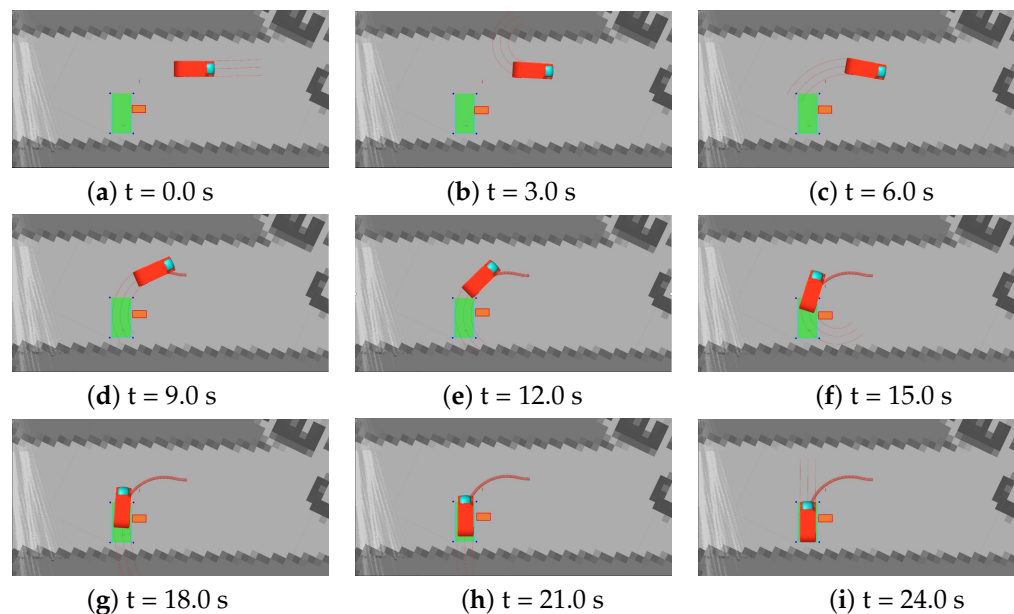 (a) t = 0.0 s
(b) t = 3.0 s
(c) t = 6.0 s
(d) t = 9.0 s
(e) t = 12.0 s
(f) t = 15.0 s
(g) t = 18.0 s
(h) t = 21.0 s
(i) t = 24.0 s